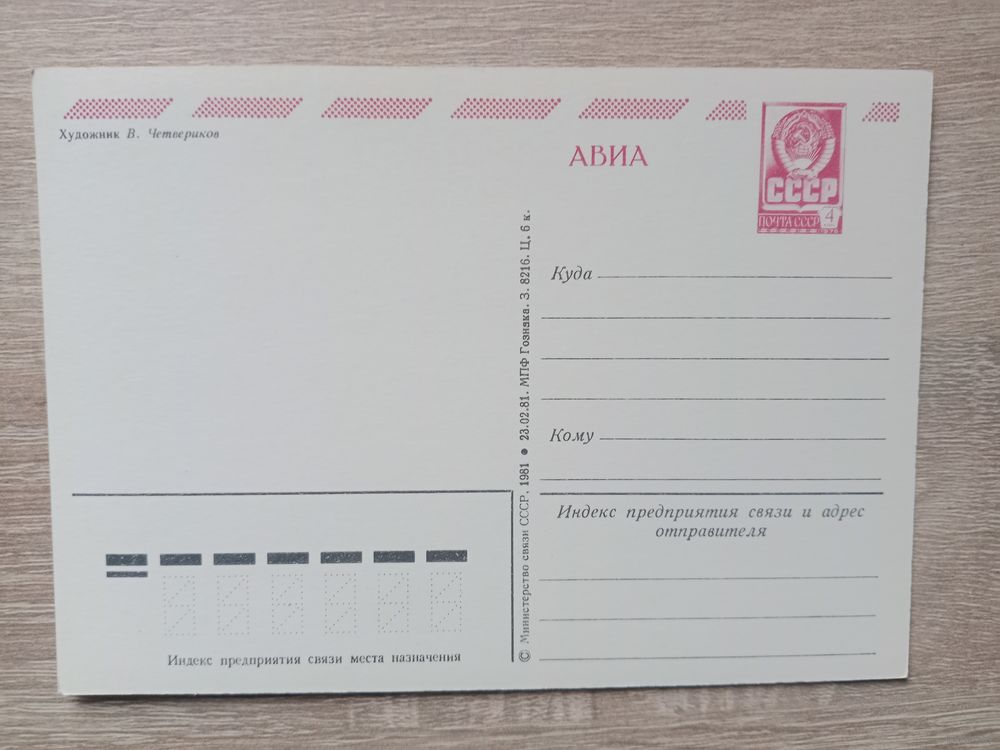 Художник В. Четвериков
АВИА
СССР
ПОЧТА СССР
4
1976
Куда
Кому
Индекс предприятия связи и адрес
отправителя
© Министерство связи СССР. 1981 • 23.02.81. МПФ Гознака. З. 8216. Ц. 6 к.
Индекс предприятия связи места назначения